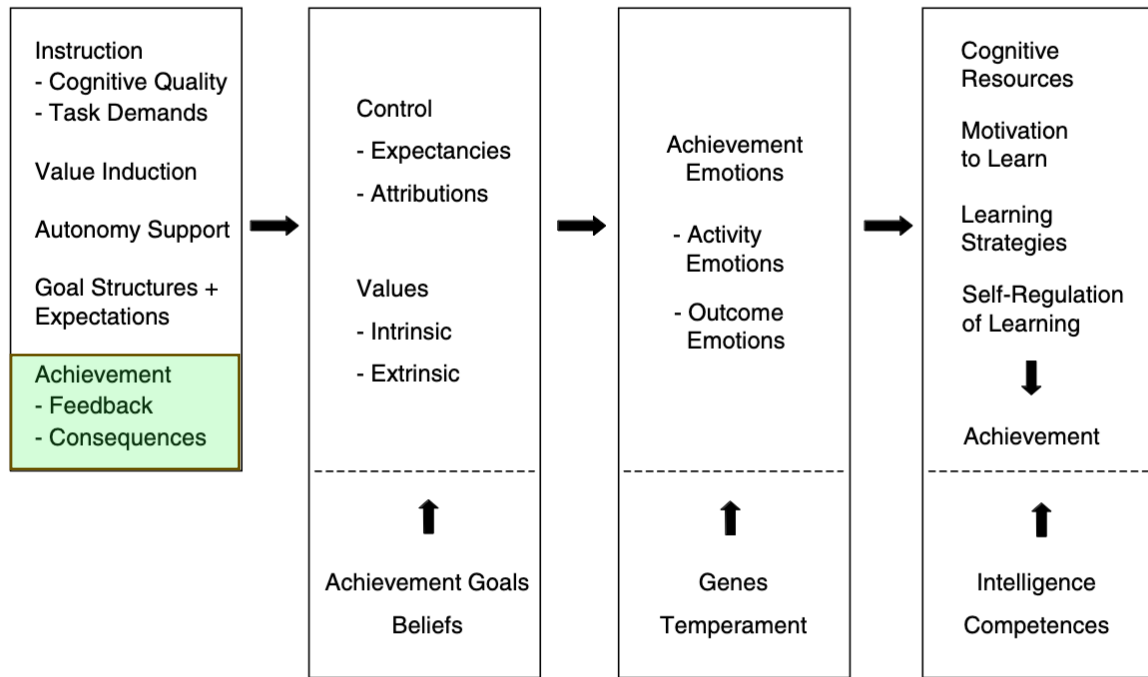 Instruction
- Cognitive Quality
- Task Demands
Value Induction
Autonomy Support
Goal Structures +
Expectations
Achievement
- Feedback
- Consequences
Control
- Expectancies
- Attributions
Values
- Intrinsic
- Extrinsic
Achievement Goals
Beliefs
Achievement
Emotions
- Activity
Emotions
- Outcome
Emotions
Genes
Temperament
Cognitive
Resources
Motivation
to Learn
Learning
Strategies
Self-Regulation
of Learning
Achievement
Intelligence
Competences